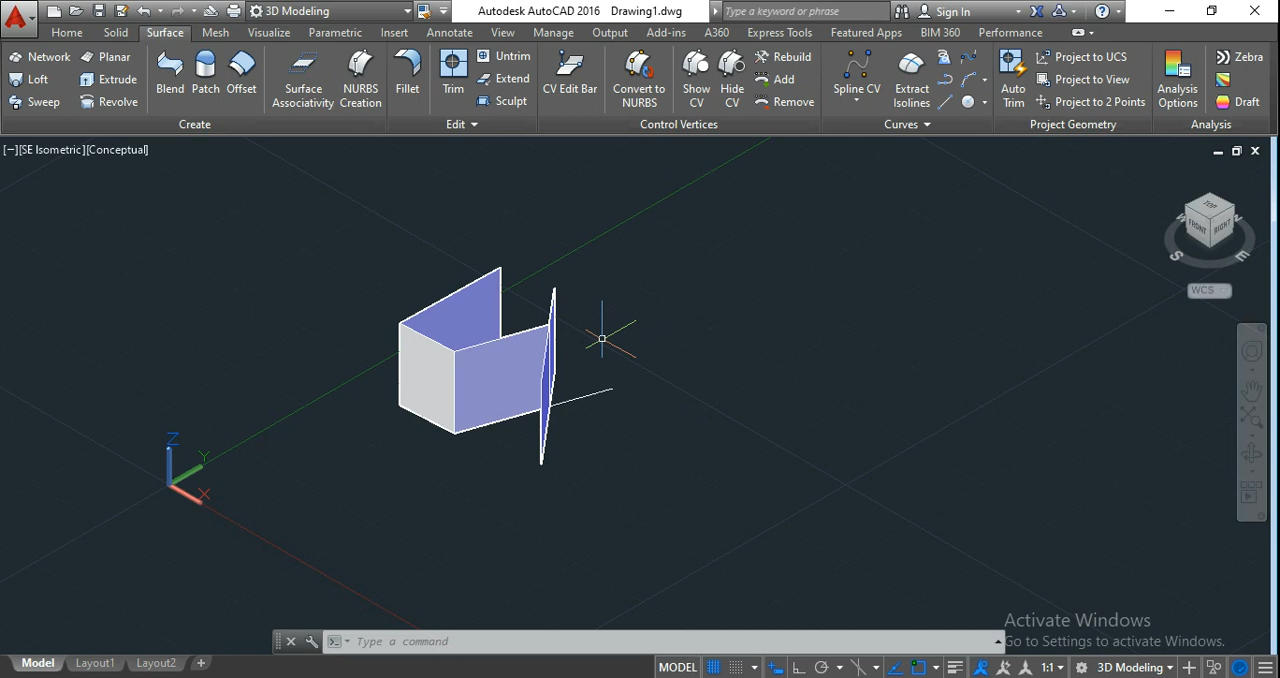 3D Modeling
Autodesk AutoCAD 2016 Drawing1.dwg
Type a keyword or phrase
Sign In
Home Solid Surface Mesh Visualize Parametric Insert Annotate View Manage Output Add-ins A360 Express Tools Featured Apps BIM 360 Performance
Network Planar
Loft Extrude
Sweep Revolve
Blend Patch Offset
Surface Associativity
NURBS Creation
Create
Fillet
Trim
Untrim
Extend
Sculpt
Edit
CV Edit Bar
Convert to NURBS
Show CV
Hide CV
Rebuild
Add
Remove
Control Vertices
Spline CV
Extract Isolines
Curves
Auto Trim
Project to UCS
Project to View
Project to 2 Points
Project Geometry
Analysis Options
Zebra
Draft
Analysis
[−][SE Isometric][Conceptual]
TOP
FRONT RIGHT
W N
S E
WCS
Z
Y
X
Type a command
Activate Windows
Go to Settings to activate Windows.
Model Layout1 Layout2 +
MODEL
1:1
3D Modeling